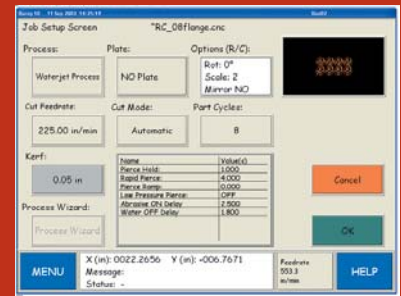 Job Setup Screen "RC_08flange.cnc
Process: Plate: Options (R/C):
Waterjet Process NO Plate
Rot: 0°
Scale: 2
Mirror NO
Cut Feedrate: Cut Mode: Part Cycles:
225.00 in/min Automatic 8
Kerf:
0.05 in
Name Value(s)
Pierce Hold: 1.000
Rapid Pierce: 4.000
Pierce Ramp: 0.000
Low Pressure Pierce: OFF
Abrasive ON Delay 2.500
Water OFF Delay 1.800
Cancel
Process Wizard:
Process Wizard
OK
MENU
X (in): 0022.2656 Y (in): -006.7671
Message:
Status: -
Feedrate
553.3
in/min
HELP